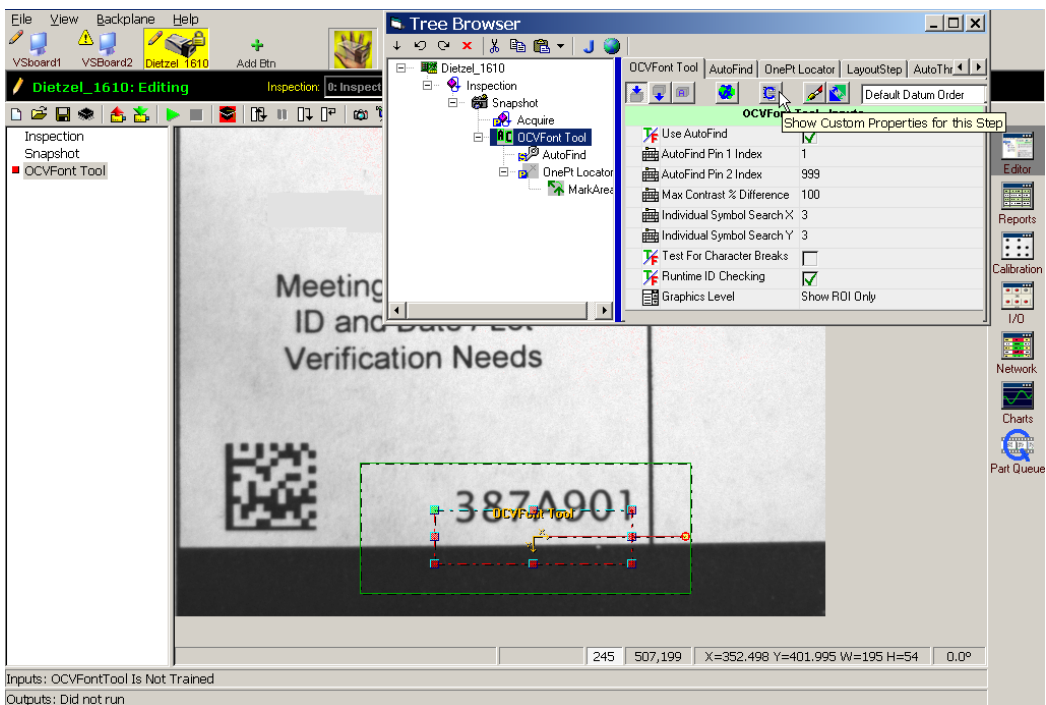 File View Backplane Help
VSboard1 VSBoard2 Dietzel 1610 Add Btn
Dietzel_1610: Editing Inspection: 0: Inspect
Inspection
Snapshot
OCVFont Tool
Tree Browser
Dietzel_1610
Inspection
Snapshot
Acquire
OCVFont Tool
AutoFind
OnePt Locator
MarkArea
OCVFont Tool AutoFind OnePt Locator LayoutStep AutoThr
Default Datum Order
Show Custom Properties for this Step
Use AutoFind
AutoFind Pin 1 Index 1
AutoFind Pin 2 Index 999
Max Contrast % Difference 100
Individual Symbol Search X 3
Individual Symbol Search Y 3
Test For Character Breaks
Runtime ID Checking
Graphics Level Show ROI Only
Meeting
ID and Date / Lot
Verification Needs
387A901
OCVFont Tool
Editor
Reports
Calibration
I/O
Network
Charts
Part Queue
245 507,199 X=352.498 Y=401.995 W=195 H=54 0.0°
Inputs: OCVFontTool Is Not Trained
Outputs: Did not run